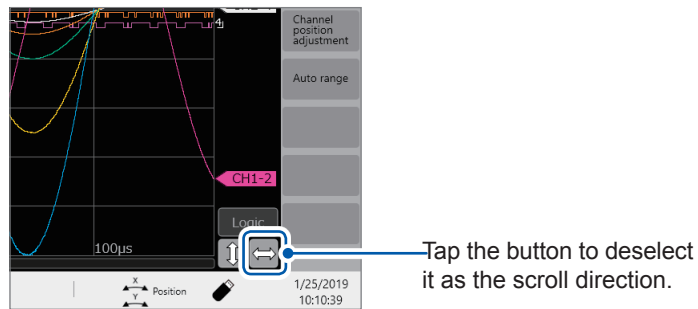 4
Channel
position
adjustment
Auto range
CH1-2
Logic
100µs
Tap the button to deselect
it as the scroll direction.
X
Y
Position
1/25/2019
10:10:39